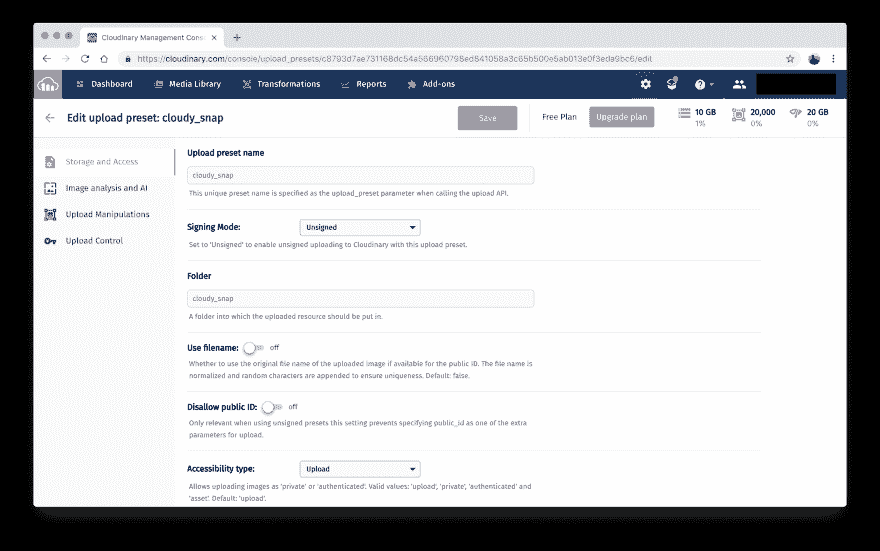 Cloudinary Management Cons
https://cloudinary.com/console/upload_presets/c8793d7ae731168dc54a566960798ed841058a3c65b500e5ab013e0f3eda9bc6/edit
Dashboard
Media Library
Transformations
Reports
Add-ons
Edit upload preset: cloudy_snap
Save
Free Plan
Upgrade plan
10 GB
1%
20,000
0%
20 GB
0%
Storage and Access
Image analysis and AI
Upload Manipulations
Upload Control
Upload preset name
cloudy_snap
This unique preset name is specified as the upload_preset parameter when calling the upload API.
Signing Mode:
Unsigned
Set to 'Unsigned' to enable unsigned uploading to Cloudinary with this upload preset.
Folder
cloudy_snap
A folder into which the uploaded resource should be put in.
Use filename:
off
Whether to use the original file name of the uploaded image if available for the public ID. The file name is
normalized and random characters are appended to ensure uniqueness. Default: false.
Disallow public ID:
off
Only relevant when using unsigned presets this setting prevents specifying public_id as one of the extra
parameters for upload.
Accessibility type:
Upload
Allows uploading images as 'private' or 'authenticated'. Valid values: 'upload', 'private', 'authenticated' and
'asset'. Default: 'upload'.